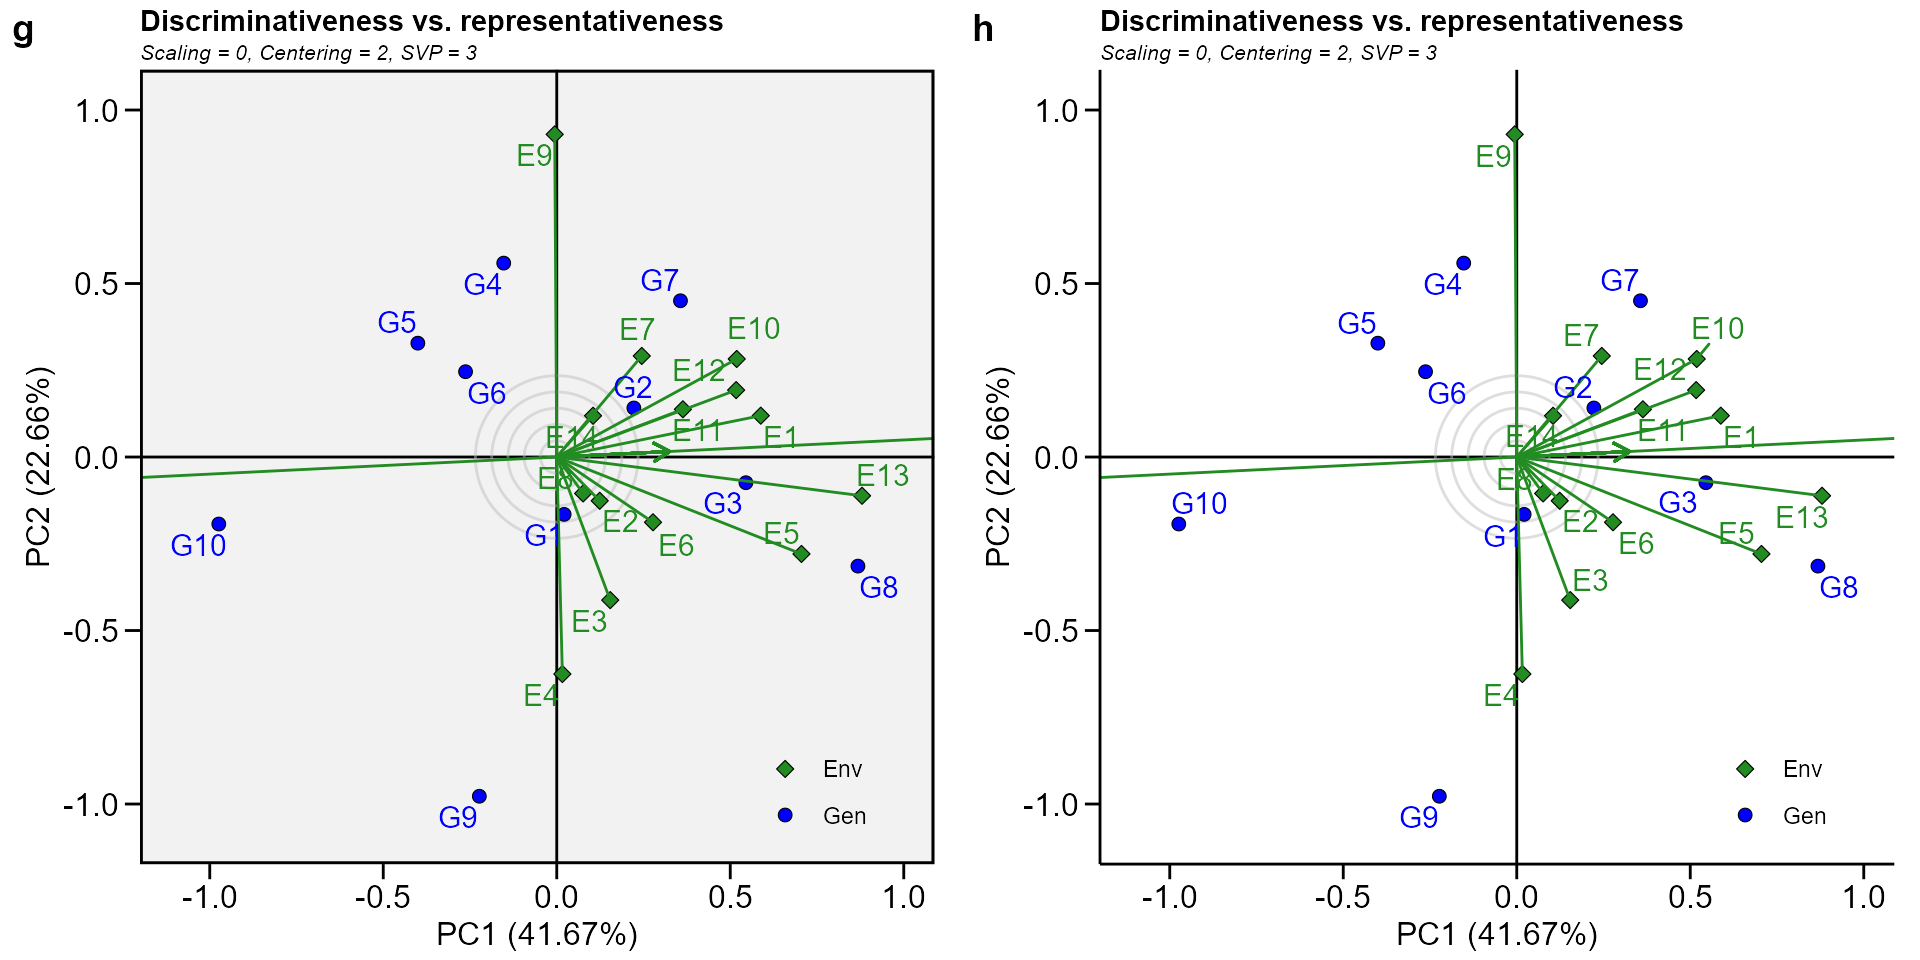 g
Discriminativeness vs. representativeness
Scaling = 0, Centering = 2, SVP = 3
PC2 (22.66%)
1.0
0.5
0.0
-0.5
-1.0
E9
G4
G7
G5
E7
E10
G6
E12
G2
E14
E11
E1
E13
G3
G10
G1
E2
E6
E5
G8
E3
E4
G9
Env
Gen
-1.0
-0.5
0.0
0.5
1.0
PC1 (41.67%)
h
Discriminativeness vs. representativeness
Scaling = 0, Centering = 2, SVP = 3
PC2 (22.66%)
1.0
0.5
0.0
-0.5
-1.0
E9
G4
G7
G5
E7
E10
G6
E12
G2
E14
E11
E1
G10
G3
E13
G1
E2
E6
E5
G8
E3
E4
G9
Env
Gen
-1.0
-0.5
0.0
0.5
1.0
PC1 (41.67%)